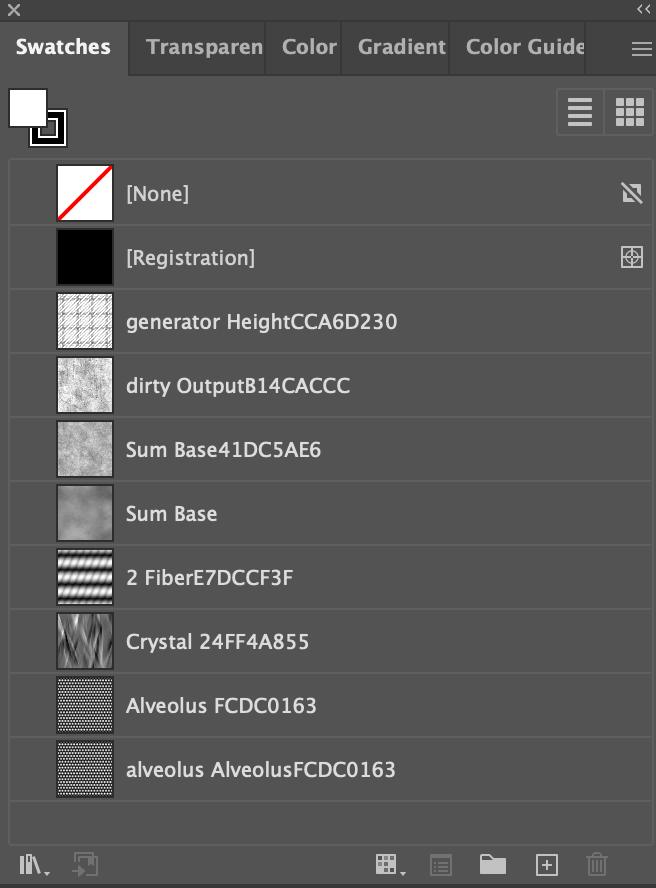 Swatches Transparen Color Gradient Color Guide
[None]
[Registration]
generator HeightCCA6D230
dirty OutputB14CACCC
Sum Base41DC5AE6
Sum Base
2 FiberE7DCCF3F
Crystal 24FF4A855
Alveolus FCDC0163
alveolus AlveolusFCDC0163